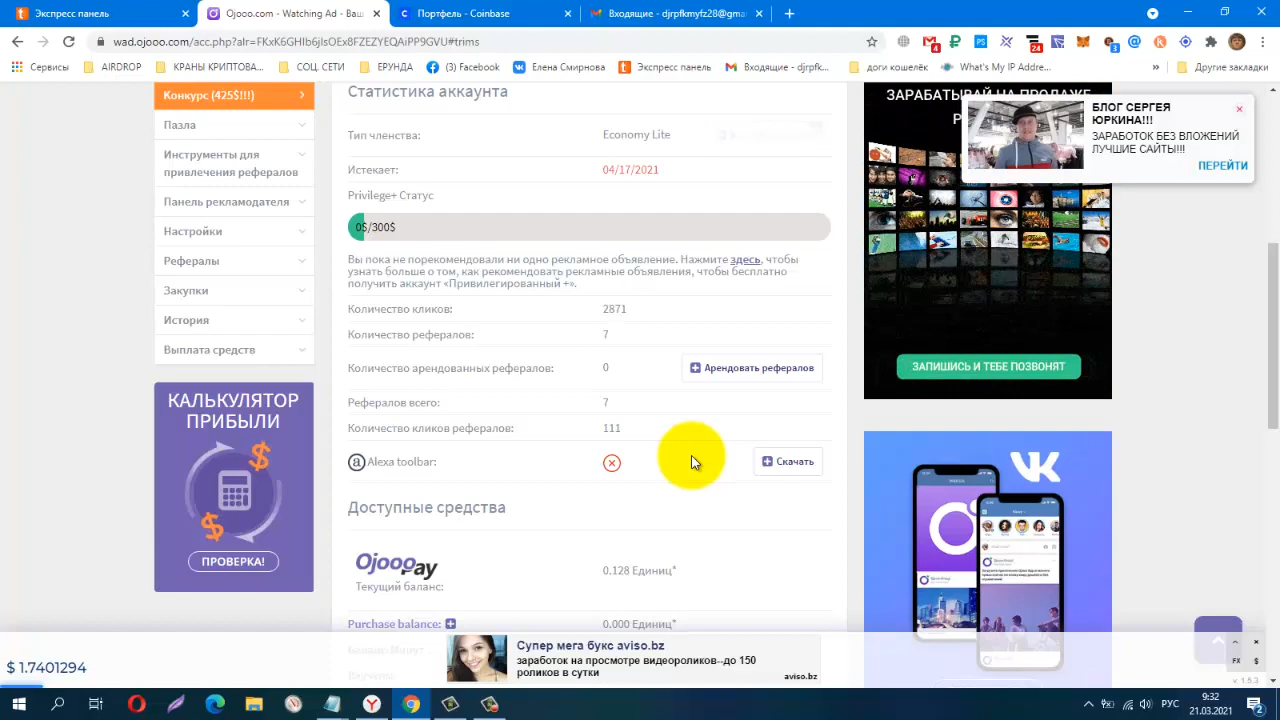 Экспресс панель
Ojooo - Watching Ads - Ваш
Портфель - Coinbase
Входящие - djrpfkmyfz28@gma
wad.ojooo.com/acc.php?alr=FKxK6GHIb6jIsOEx8FZEZYEQAiPP9GVU#trims
Сервисы
AIRDROP
КРАНЫ КРИПТОВА...
СОЦ. СЕТИ
ЕРУНДА
(3) Facebook
Елена Смирнова
Экспресс панель
Входящие - djrpfk...
доги кошелёк
What's My IP Addre...
»
Другие закладки
Конкурс (425$!!!)
Пазла
Инструменты для
привлечения рефералов
Панель рекламодателя
Настройки
Рефералы
Закупки
История
Выплата средств
КАЛЬКУЛЯТОР
ПРИБЫЛИ
ПРОВЕРКА!
Статистика аккаунта
Тип членства: Economy Lite
Истекает: 04/17/2021
Privilege+ Статус
0$/300$
Вы пока не порекомендовали ни одно рекламное объявление. Нажмите здесь, чтобы
узнать больше о том, как рекомендовать рекламные объявления, чтобы бесплатно
получить аккаунт «Привилегированный +».
Количество кликов: 2871
Количество рефералов: 7
Количество арендованных рефералов: 0 Арендовать рефералов
Рефералов всего: 7
Количество кликов рефералов: 111
Alexa toolbar: Скачать
Доступные средства
Ojooopay
Текущий баланс: 0.128 Единиц*
Purchase balance: 0.000 Единиц*
ЗАРАБАТЫВАЙ НА ПРОДАЖЕ
БЛОГ СЕРГЕЯ
ЮРКИНА!!!
ЗАРАБОТОК БЕЗ ВЛОЖЕНИЙ
ЛУЧШИЕ САЙТЫ!!!
ПЕРЕЙТИ
ЗАПИШИСЬ И ТЕБЕ ПОЗВОНЯТ
$ 1.7401294
Супер мега букс aviso.bz
заработок на просмотре видеороликов--до 150
роликов в сутки
aviso.bz
FX $
v. 1.5.3
РУС
9:32
21.03.2021